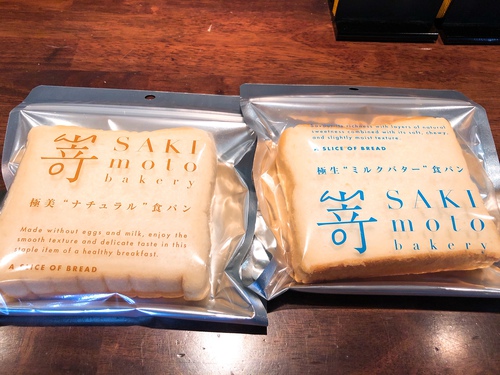 嵜
SAKI
moto
bakery
極美“ナチュラル”食パン
Made without eggs and milk, enjoy the
smooth texture and delicate taste in this
staple item of a healthy breakfast.
A SLICE OF BREAD
richness with layers of natural
sweetness combined with its soft, chewy,
and slightly moist texture.
A SLICE OF BREAD
極生“ミルクバター”食パン
嵜
SAKI
moto
bakery